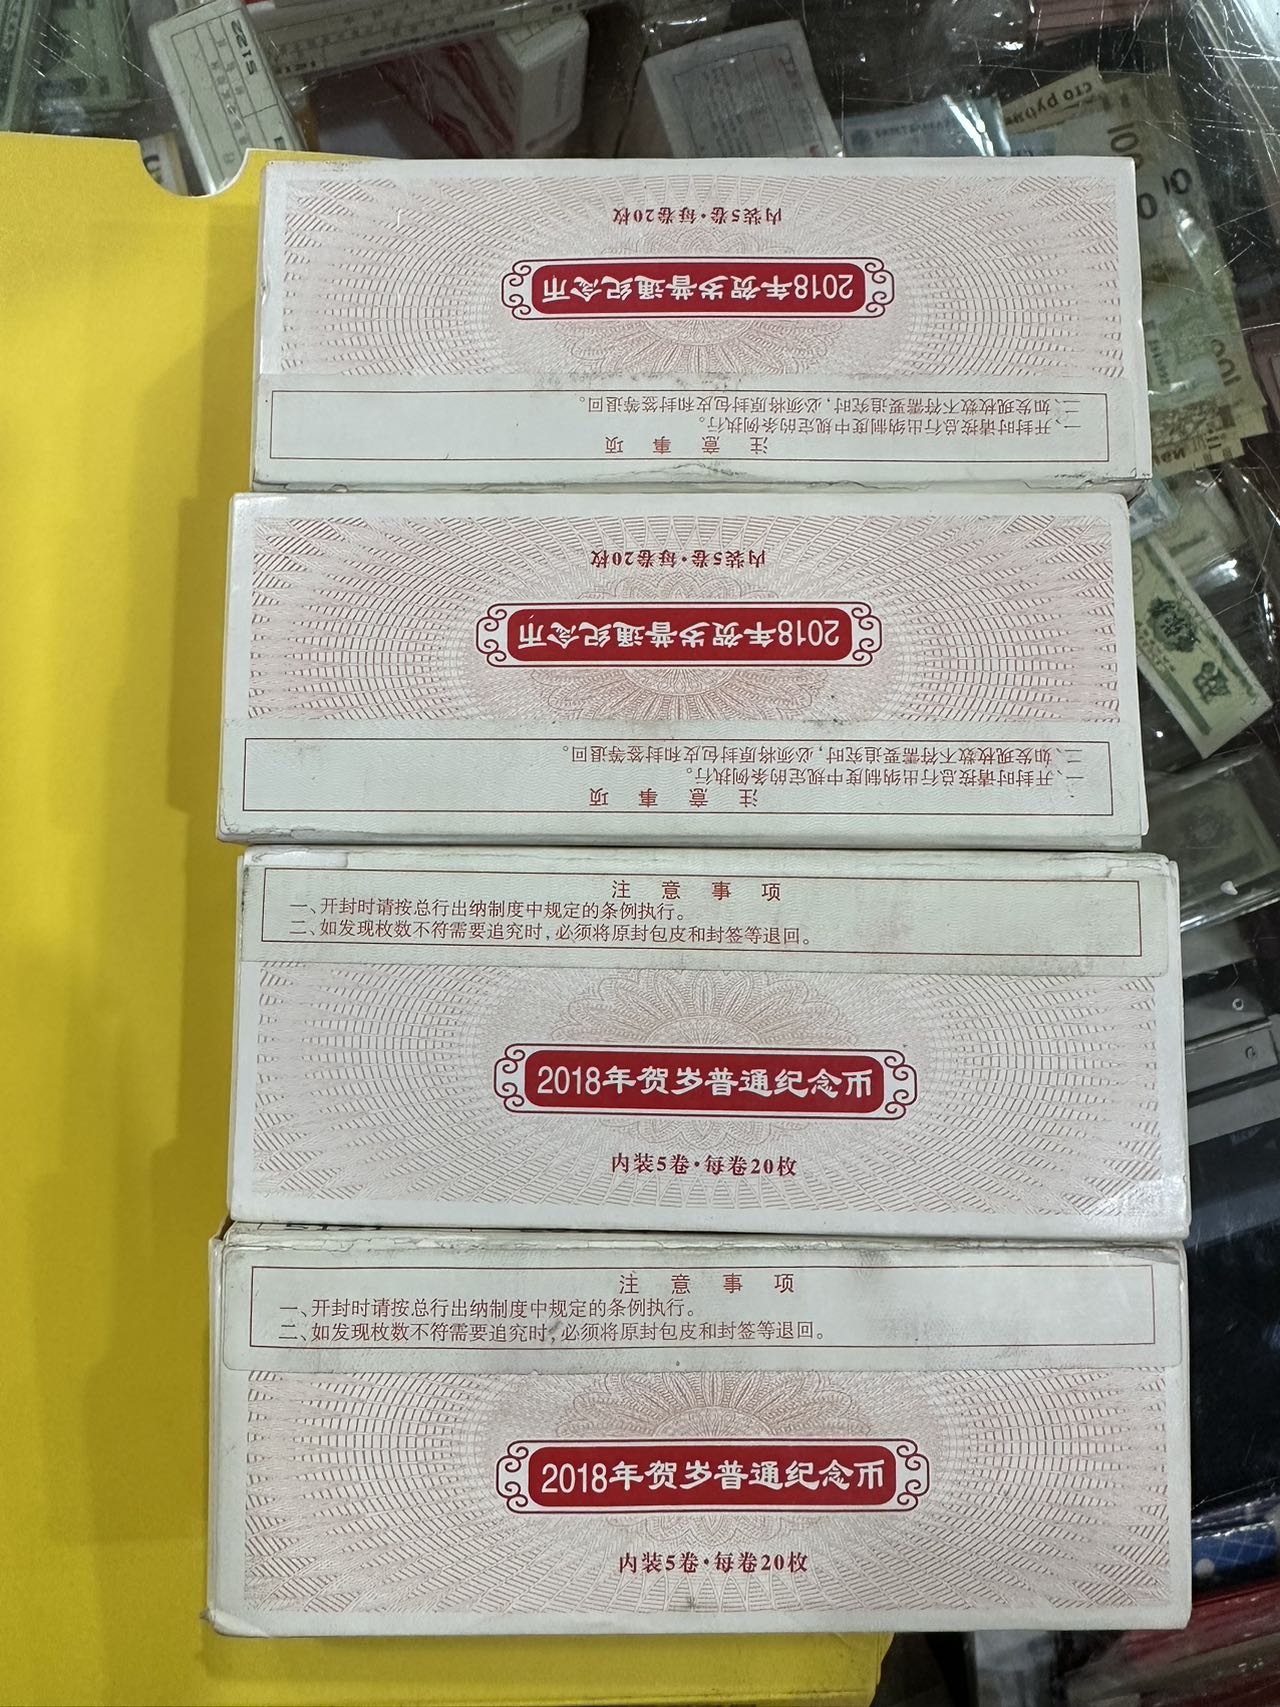 2215
сто рублей
100
100
内装5卷·每卷20枚
2018年贺岁普通纪念币
二、如发现枚数不符需要追究时，必须将原封包皮和封签等退回。
一、开封时请按总行出纳制度中规定的条例执行。
注 意 事 项
内装5卷·每卷20枚
2018年贺岁普通纪念币
二、如发现枚数不符需要追究时，必须将原封包皮和封签等退回。
一、开封时请按总行出纳制度中规定的条例执行。
注 意 事 项
注 意 事 项
一、开封时请按总行出纳制度中规定的条例执行。
二、如发现枚数不符需要追究时，必须将原封包皮和封签等退回。
2018年贺岁普通纪念币
内装5卷·每卷20枚
注 意 事 项
一、开封时请按总行出纳制度中规定的条例执行。
二、如发现枚数不符需要追究时，必须将原封包皮和封签等退回。
2018年贺岁普通纪念币
内装5卷·每卷20枚